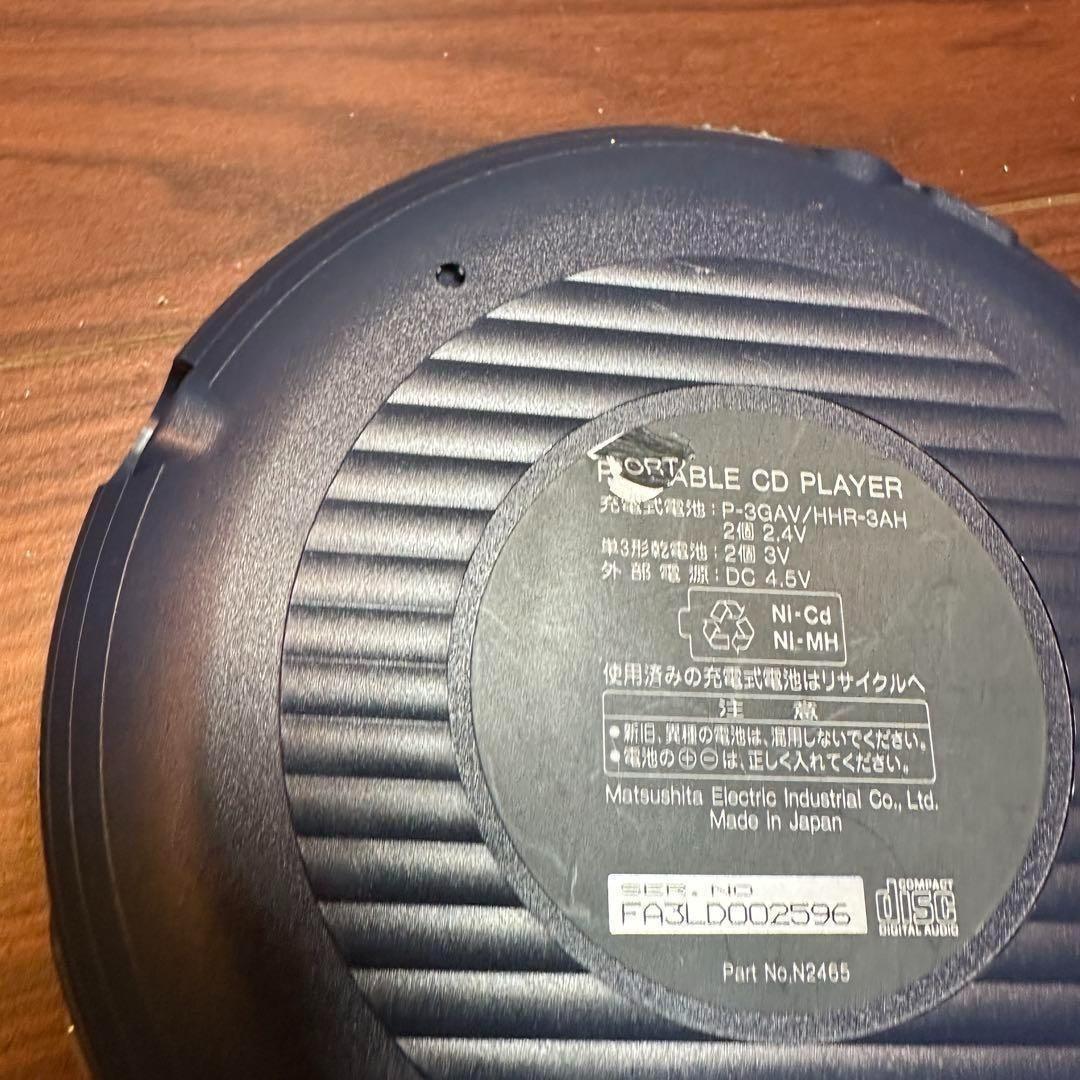 PORTABLE CD PLAYER
充電式電池：P-3GAV/HHR-3AH
2個 2.4V
単3形乾電池：2個 3V
外部電源：DC 4.5V
Ni-Cd
Ni-MH
使用済みの充電式電池はリサイクルへ
注意
●新旧、異種の電池は、混用しないでください。
●電池の⊕⊖は、正しく入れてください。
Matsushita Electric Industrial Co., Ltd.
Made in Japan
SER. NO
FA3LD002596
COMPACT
disc
DIGITAL AUDIO
Part No.N2465